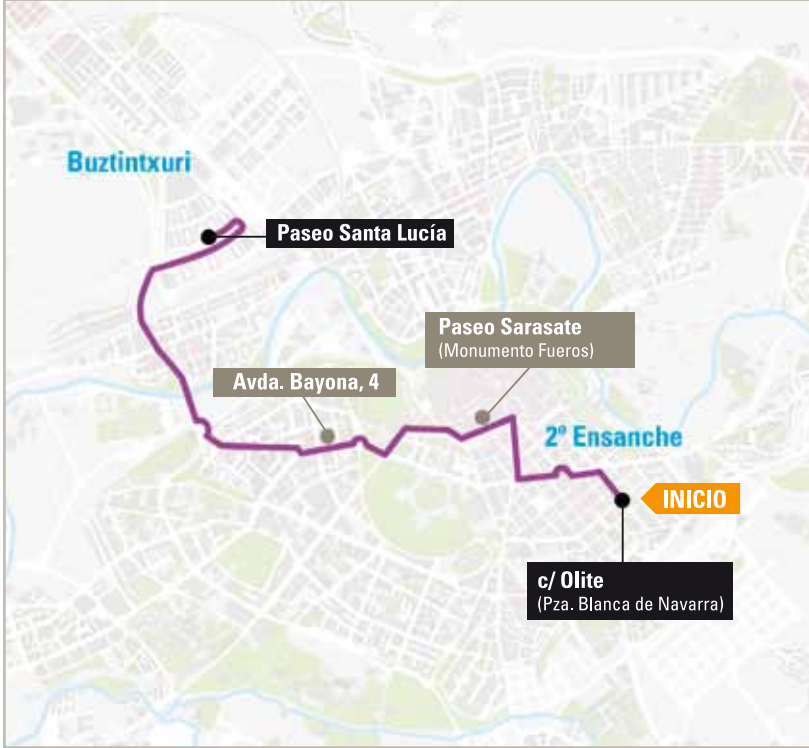 Buztintxuri
Paseo Santa Lucía
Paseo Sarasate
(Monumento Fueros)
Avda. Bayona, 4
2º Ensanche
INICIO
c/ Olite
(Pza. Blanca de Navarra)